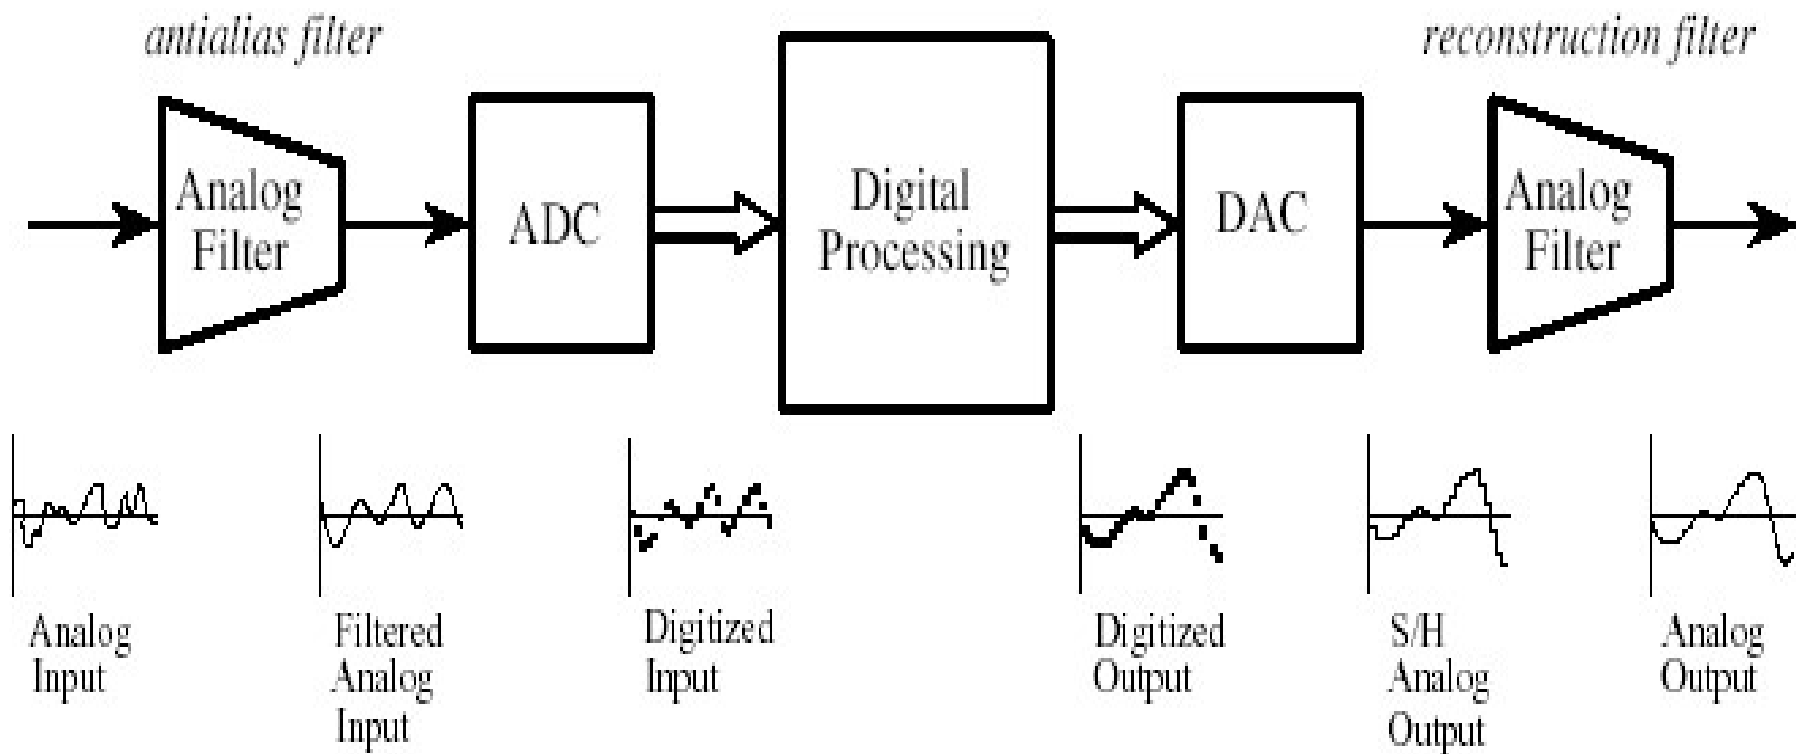 antialias filter
reconstruction filter
Analog
Filter
ADC
Digital
Processing
DAC
Analog
Filter
Analog
Input
Filtered
Analog
Input
Digitized
Input
Digitized
Output
S/H
Analog
Output
Analog
Output